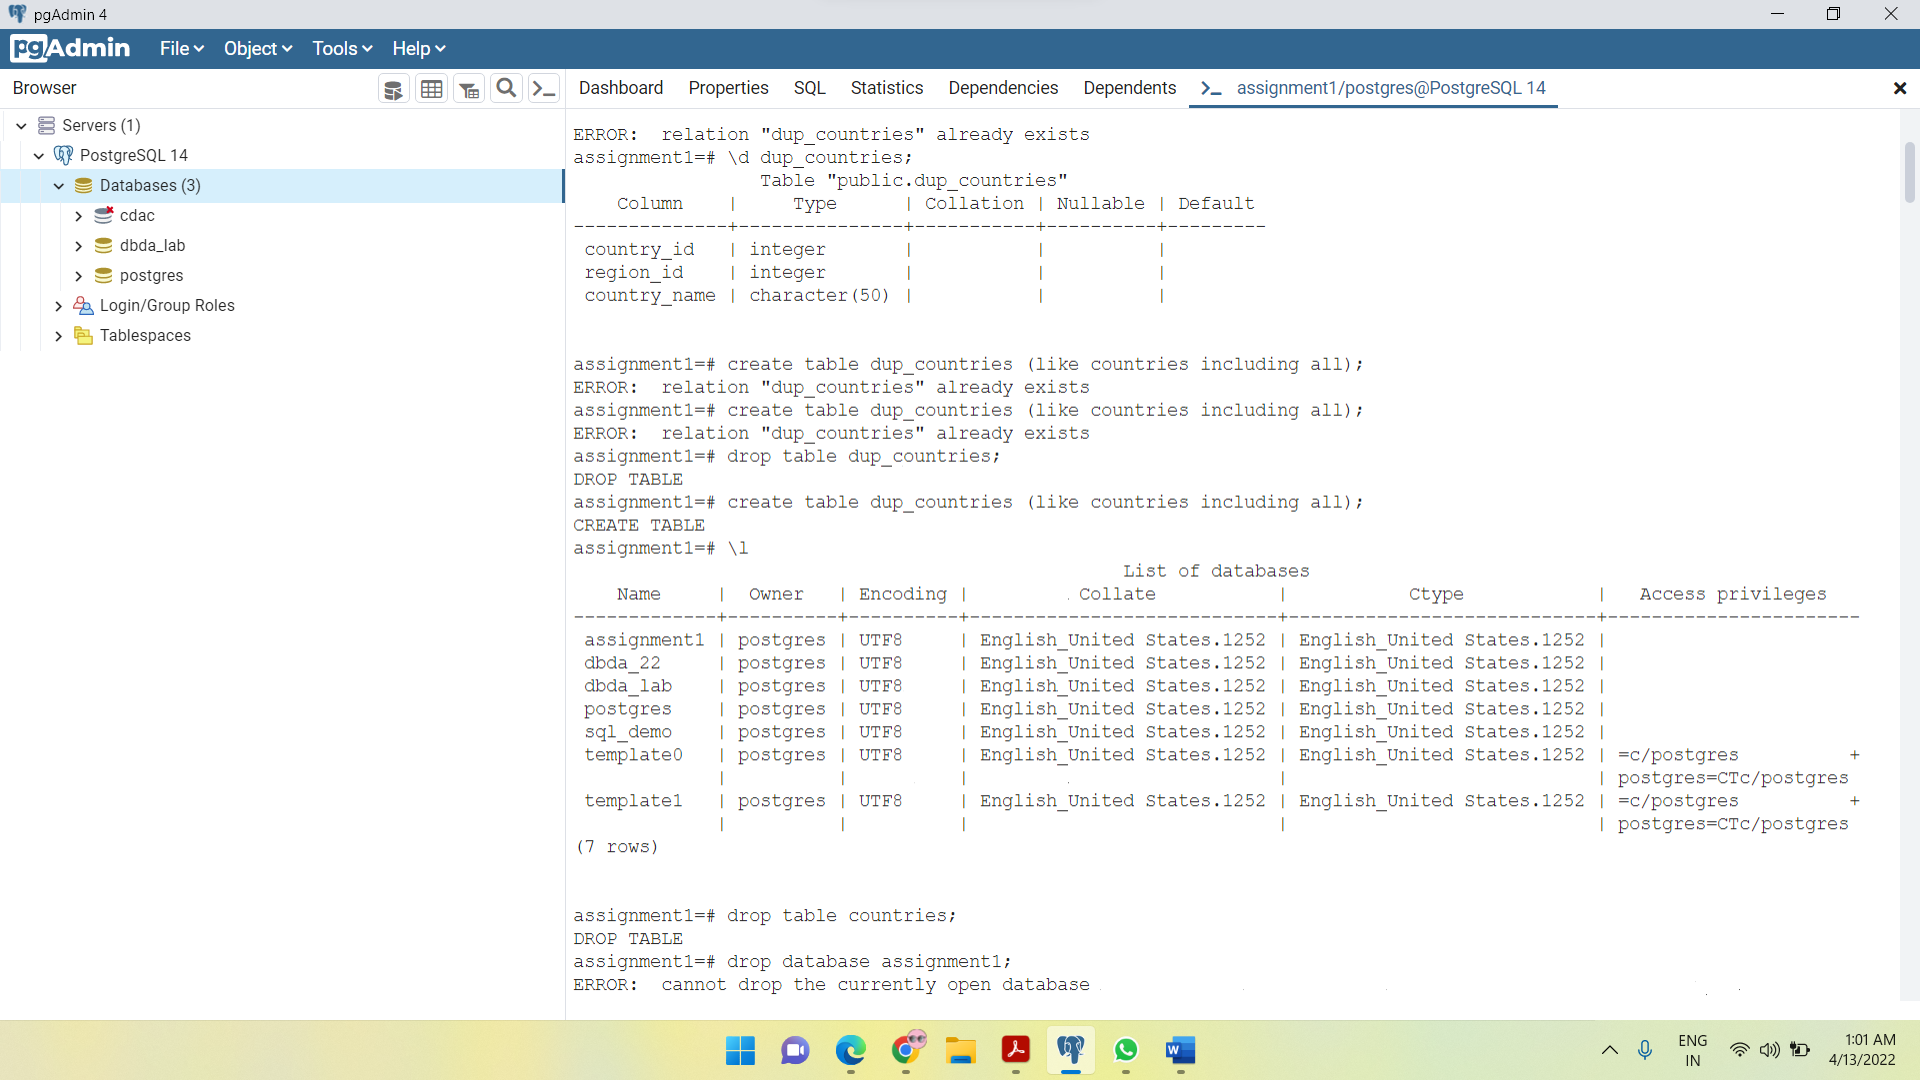 pgAdmin 4
pgAdmin File Object Tools Help
Browser
Dashboard Properties SQL Statistics Dependencies Dependents assignment1/postgres@PostgreSQL 14
Servers (1)
PostgreSQL 14
Databases (3)
cdac
dbda_lab
postgres
Login/Group Roles
Tablespaces
ERROR:  relation "dup_countries" already exists
assignment1=# \d dup_countries;
Table "public.dup_countries"
Column | Type | Collation | Nullable | Default
--------------+---------------+-----------+----------+---------
country_id | integer | | |
region_id | integer | | |
country_name | character(50) | | |
assignment1=# create table dup_countries (like countries including all);
ERROR:  relation "dup_countries" already exists
assignment1=# create table dup_countries (like countries including all);
ERROR:  relation "dup_countries" already exists
assignment1=# drop table dup_countries;
DROP TABLE
assignment1=# create table dup_countries (like countries including all);
CREATE TABLE
assignment1=# \l
List of databases
Name | Owner | Encoding | Collate | Ctype | Access privileges
-------------+----------+----------+----------------------------+----------------------------+-----------------------
assignment1 | postgres | UTF8 | English_United States.1252 | English_United States.1252 |
dbda_22 | postgres | UTF8 | English_United States.1252 | English_United States.1252 |
dbda_lab | postgres | UTF8 | English_United States.1252 | English_United States.1252 |
postgres | postgres | UTF8 | English_United States.1252 | English_United States.1252 |
sql_demo | postgres | UTF8 | English_United States.1252 | English_United States.1252 |
template0 | postgres | UTF8 | English_United States.1252 | English_United States.1252 | =c/postgres +
| | | | | postgres=CTc/postgres
template1 | postgres | UTF8 | English_United States.1252 | English_United States.1252 | =c/postgres +
| | | | | postgres=CTc/postgres
(7 rows)
assignment1=# drop table countries;
DROP TABLE
assignment1=# drop database assignment1;
ERROR:  cannot drop the currently open database
ENG
IN
1:01 AM
4/13/2022